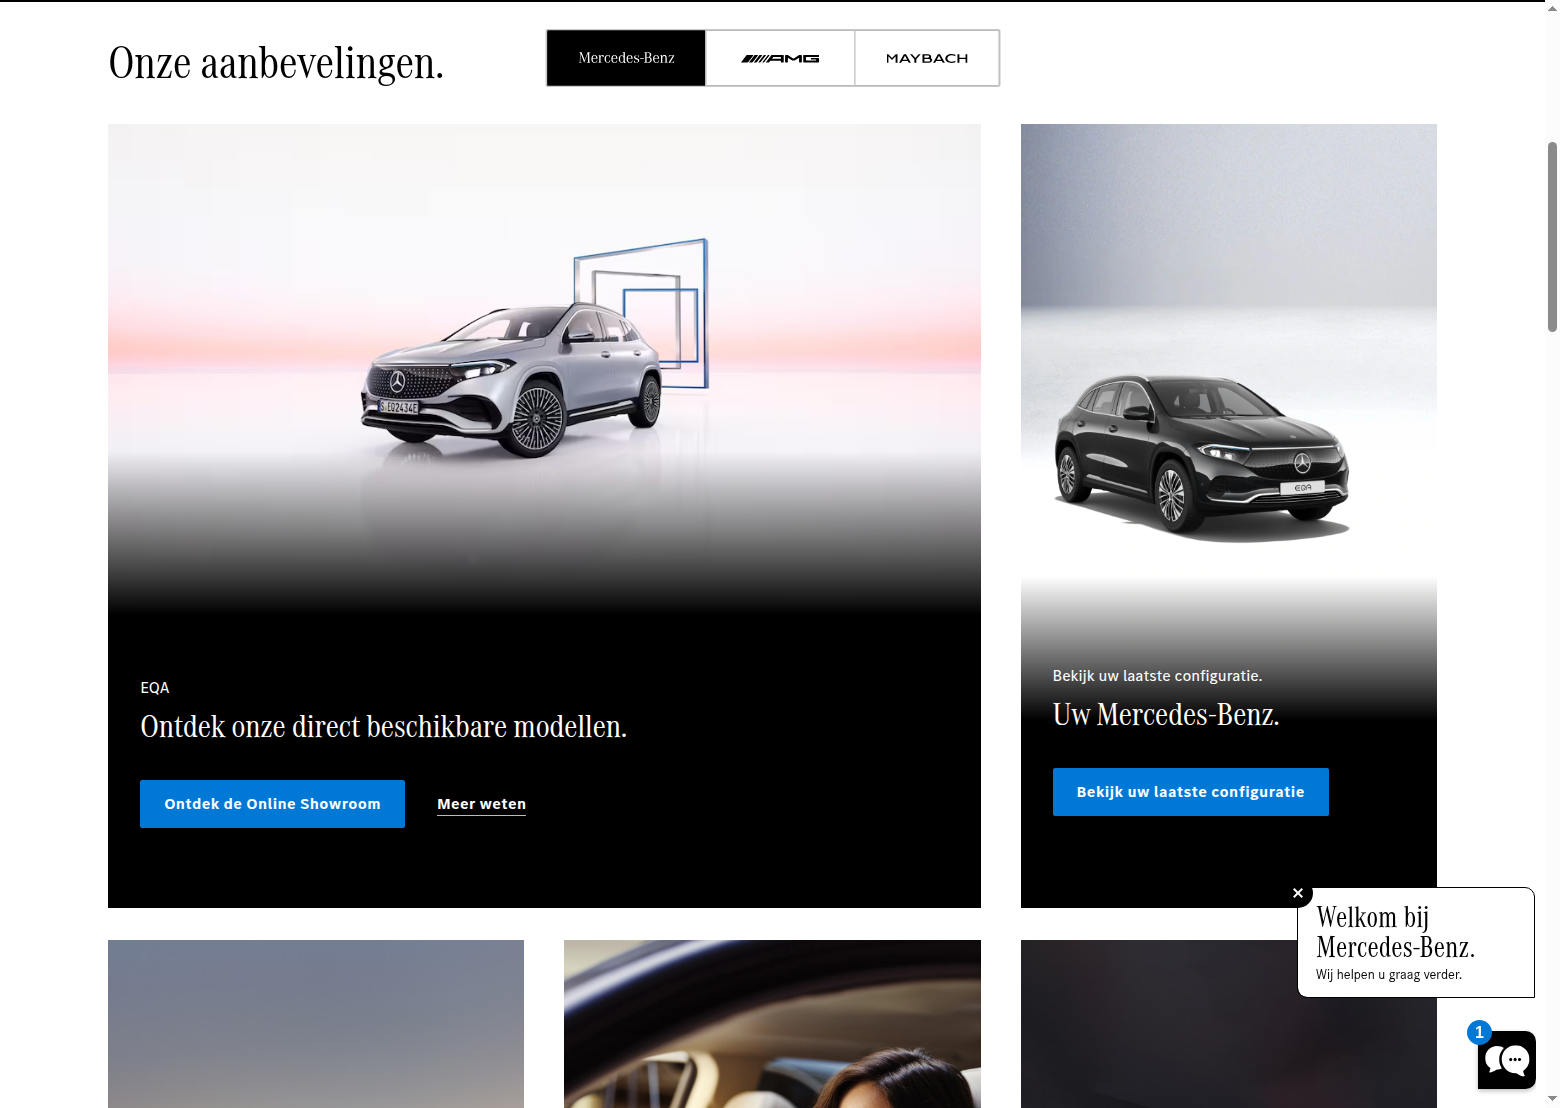 Onze aanbevelingen.
Mercedes-Benz
AMG
MAYBACH
S EQ2434E
EQA
EQA
Ontdek onze direct beschikbare modellen.
Ontdek de Online Showroom
Meer weten
Bekijk uw laatste configuratie.
Uw Mercedes-Benz.
Bekijk uw laatste configuratie
Welkom bij
Mercedes-Benz.
Wij helpen u graag verder.
1